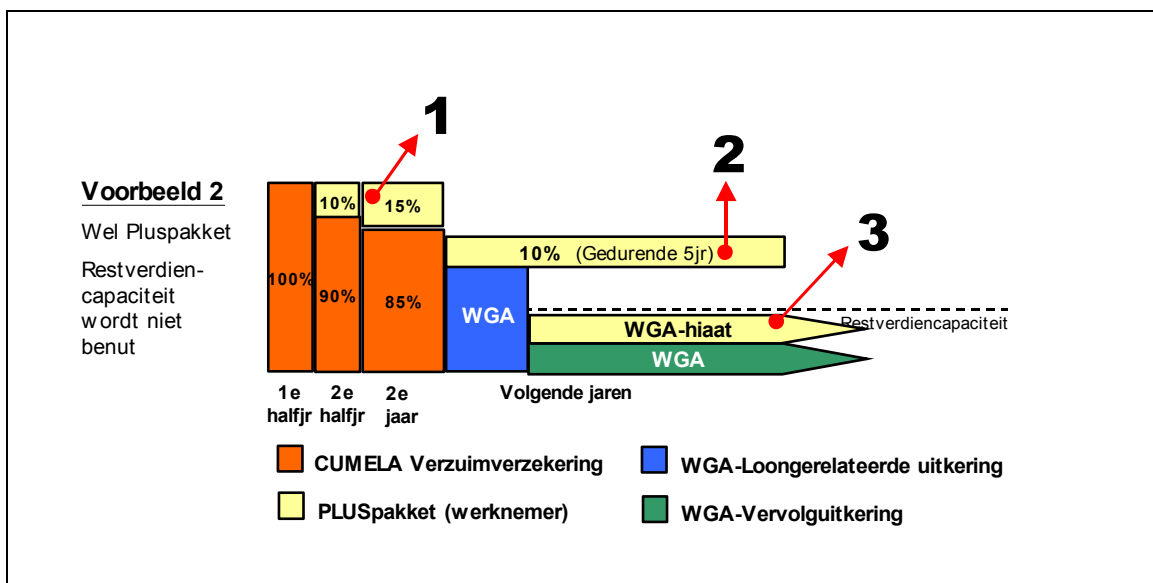 1
2
3
Voorbeeld 2
Wel Pluspakket
Restverdien-
capaciteit
wordt niet
benut
10%
15%
10% (Gedurende 5jr)
100%
90%
85%
WGA
Restverdiencapaciteit
WGA-hiaat
WGA
1e
halfjr
2e
halfjr
2e
jaar
Volgende jaren
CUMELA Verzuimverzekering
WGA-Loongerelateerde uitkering
PLUSpakket (werknemer)
WGA-Vervolguitkering